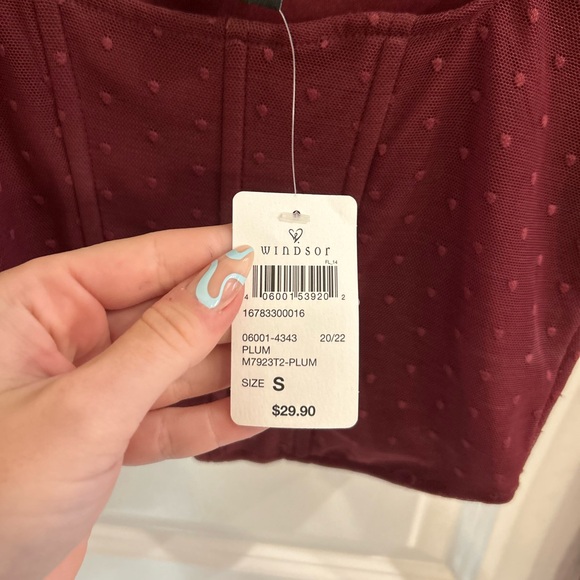 WINDSOR
FL_14
4 06001 53920 2
16783300016
06001-4343 20/22
PLUM
M7923T2-PLUM
SIZE S
$29.90